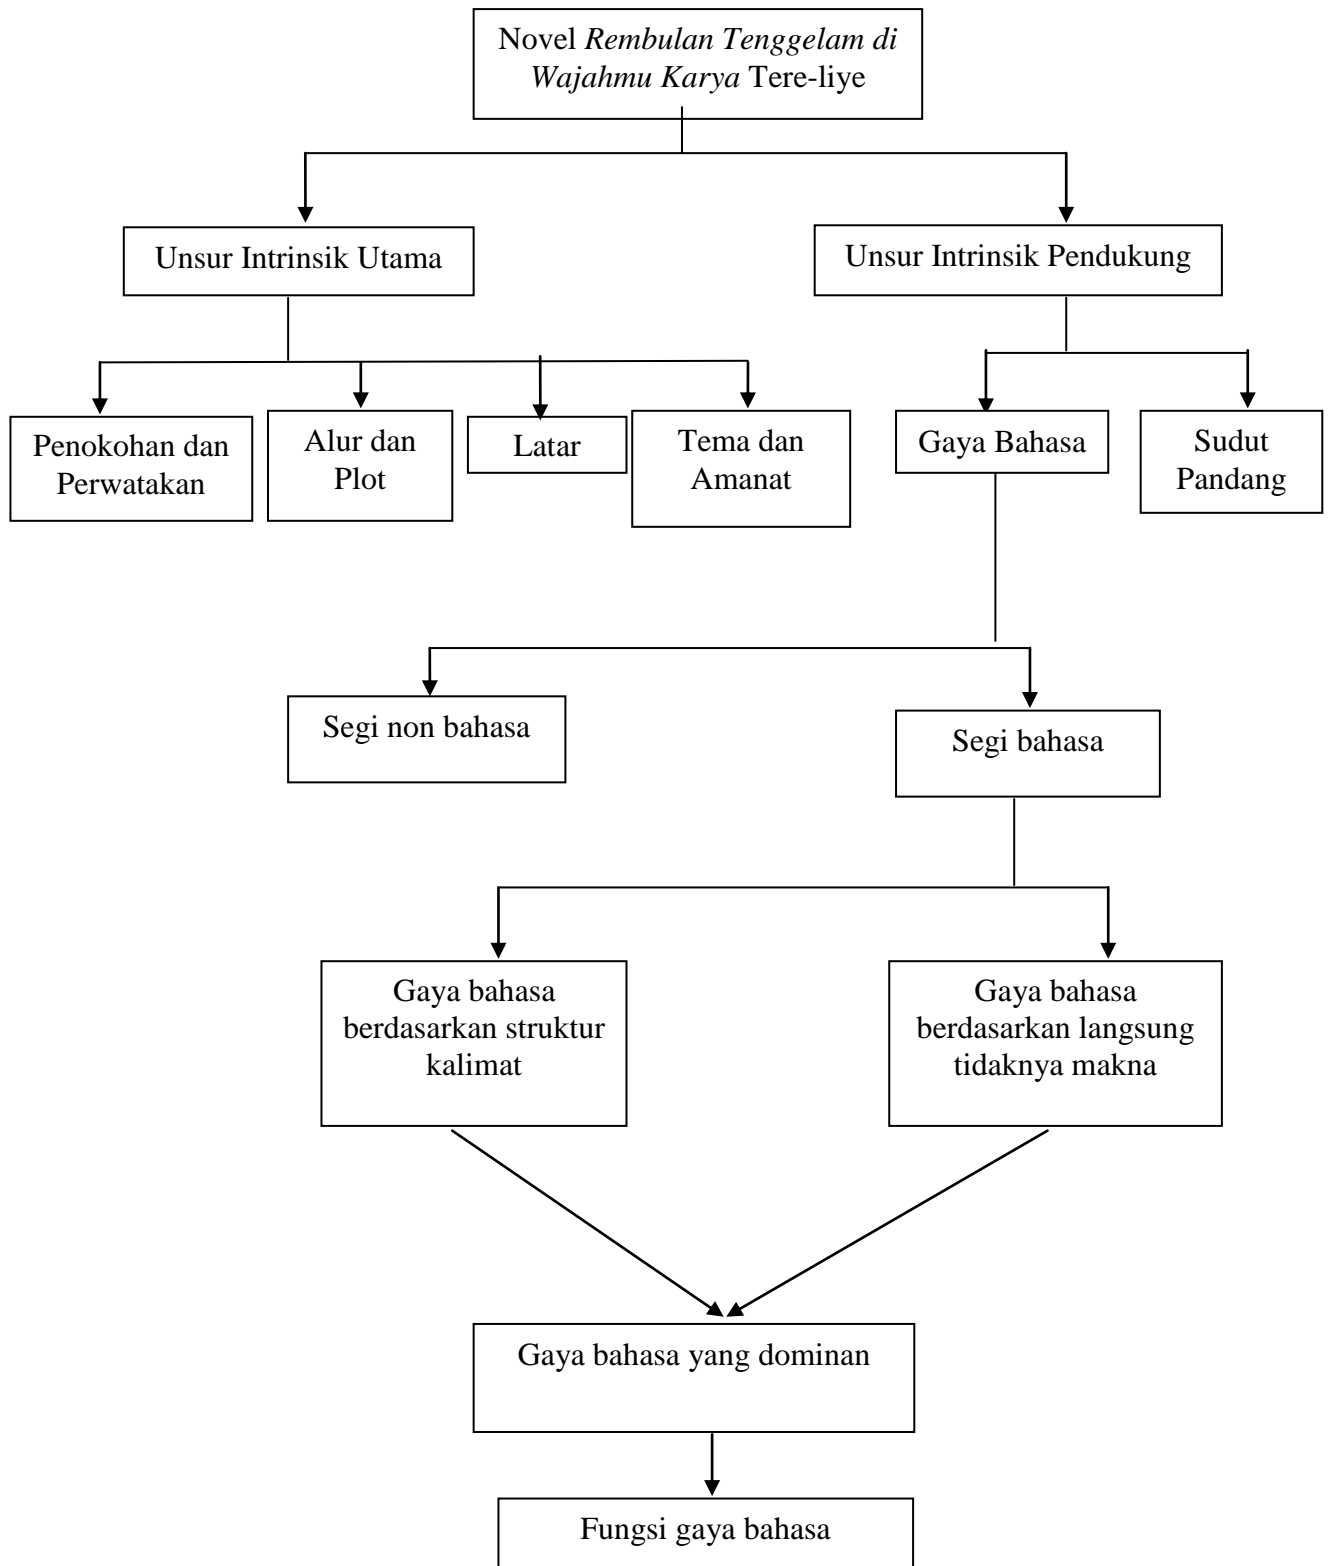 Novel Rembulan Tenggelam di
Wajahmu Karya Tere-liye
Unsur Intrinsik Utama
Unsur Intrinsik Pendukung
Penokohan dan
Perwatakan
Alur dan
Plot
Latar
Tema dan
Amanat
Gaya Bahasa
Sudut
Pandang
Segi non bahasa
Segi bahasa
Gaya bahasa
berdasarkan struktur
kalimat
Gaya bahasa
berdasarkan langsung
tidaknya makna
Gaya bahasa yang dominan
Fungsi gaya bahasa